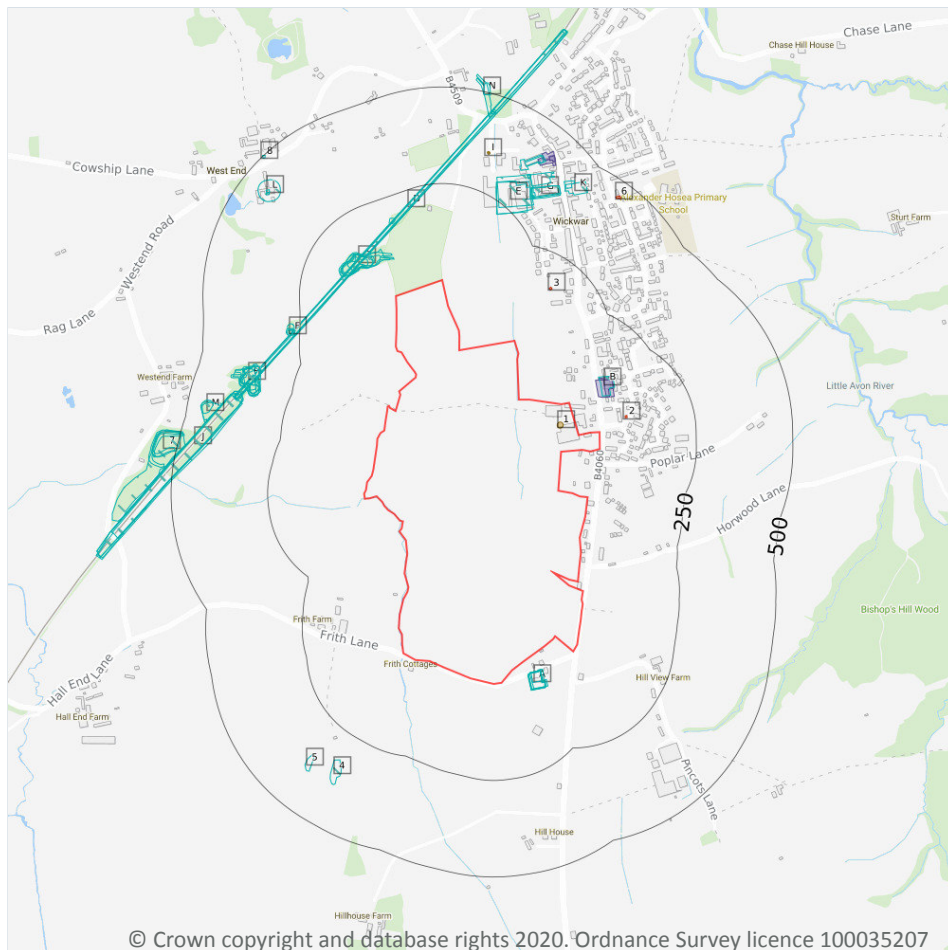 Chase Lane
Chase Hill House
N
B4509
I
8
Cowship Lane
West End
L
E
G
K
6
Alexander Hosea Primary
School
Wickwar
Sturt Farm
Westend Road
3
Rag Lane
F
Westend Farm
B
Little Avon River
M
2
1
J
7
B4060
Poplar Lane
250
Horwood Lane
500
Bishop's Hill Wood
Frith Farm
Frith Lane
Frith Cottages
Hall End Lane
Hill View Farm
Hall End Farm
5
4
Pincots Lane
Hill House
Hillhouse Farm
© Crown copyright and database rights 2020. Ordnance Survey licence 100035207